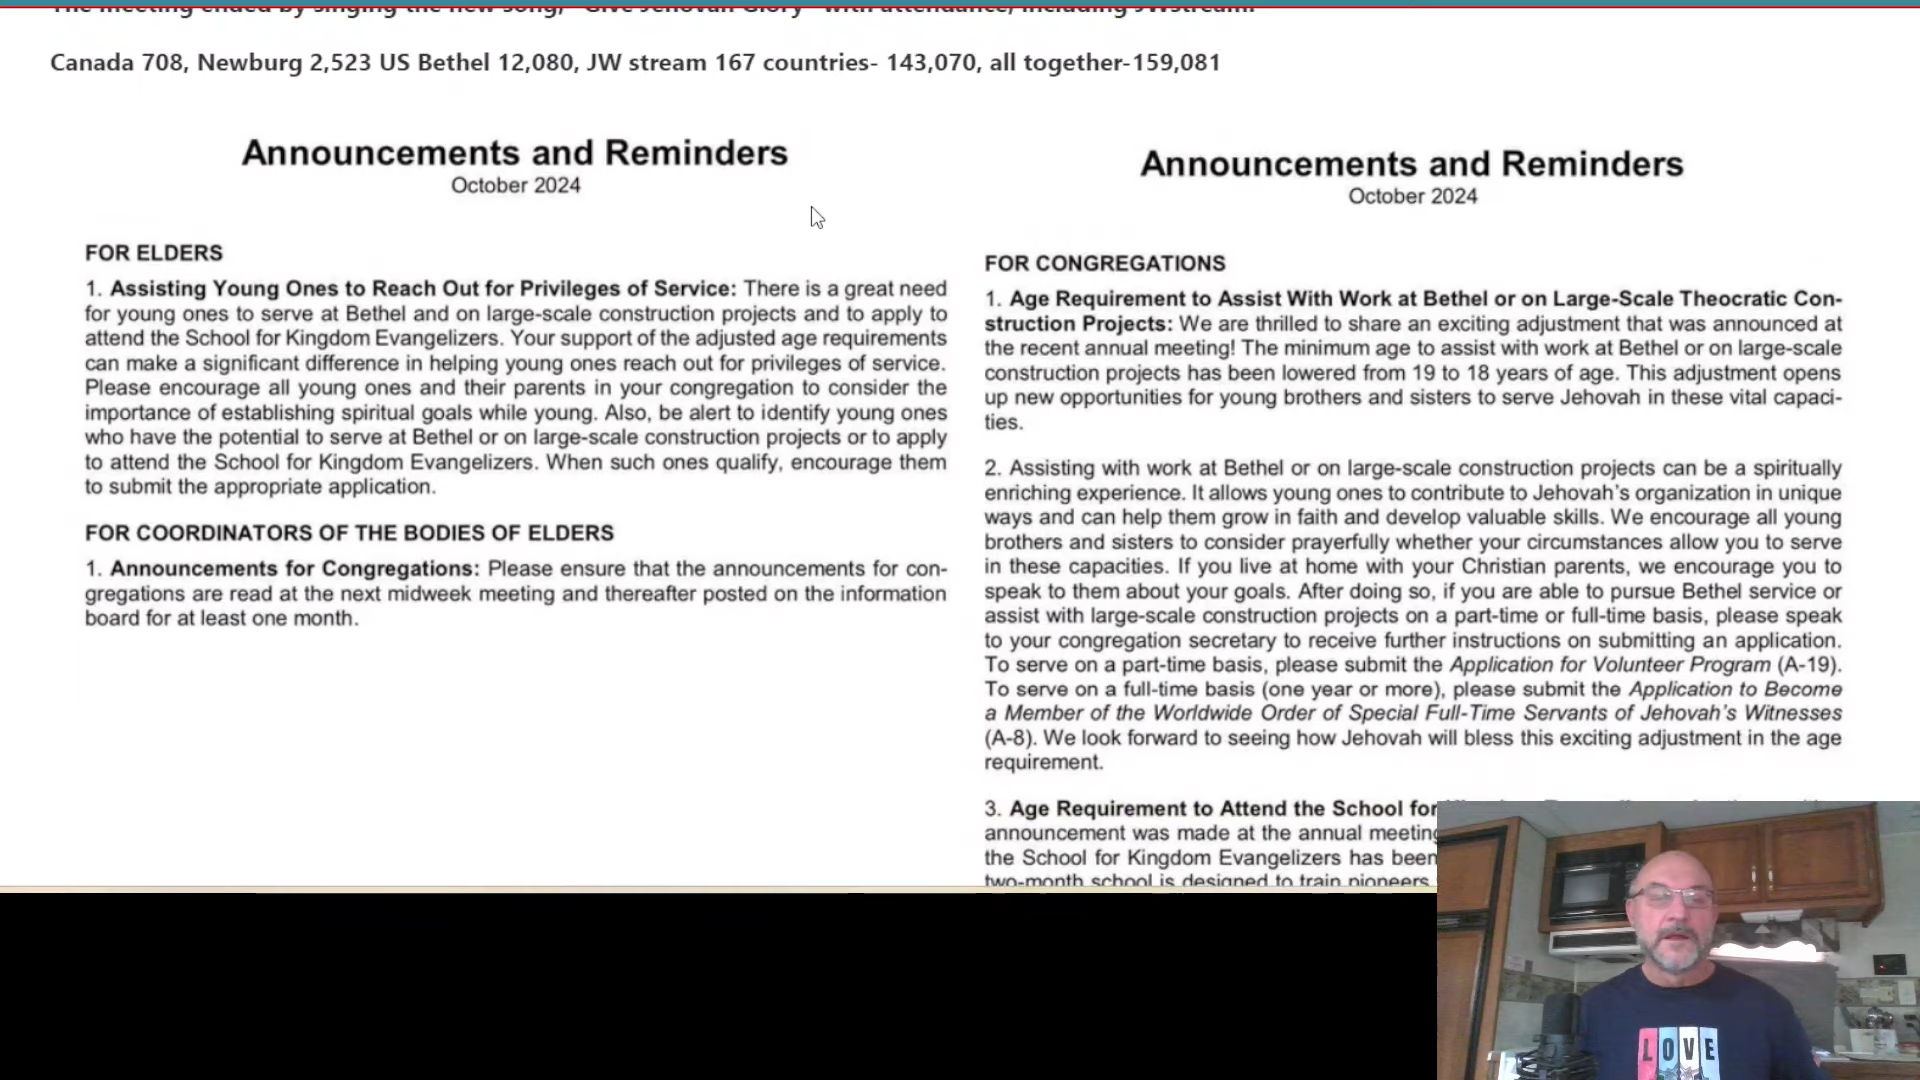 The meeting ended by singing the new song, "Give Jehovah Glory" with attendance, including JWstream:
Canada 708, Newburg 2,523 US Bethel 12,080, JW stream 167 countries- 143,070, all together-159,081
Announcements and Reminders
October 2024
FOR ELDERS
1. Assisting Young Ones to Reach Out for Privileges of Service: There is a great need
for young ones to serve at Bethel and on large-scale construction projects and to apply to
attend the School for Kingdom Evangelizers. Your support of the adjusted age requirements
can make a significant difference in helping young ones reach out for privileges of service.
Please encourage all young ones and their parents in your congregation to consider the
importance of establishing spiritual goals while young. Also, be alert to identify young ones
who have the potential to serve at Bethel or on large-scale construction projects or to apply
to attend the School for Kingdom Evangelizers. When such ones qualify, encourage them
to submit the appropriate application.
FOR COORDINATORS OF THE BODIES OF ELDERS
1. Announcements for Congregations: Please ensure that the announcements for con-
gregations are read at the next midweek meeting and thereafter posted on the information
board for at least one month.
Announcements and Reminders
October 2024
FOR CONGREGATIONS
1. Age Requirement to Assist With Work at Bethel or on Large-Scale Theocratic Con-
struction Projects: We are thrilled to share an exciting adjustment that was announced at
the recent annual meeting! The minimum age to assist with work at Bethel or on large-scale
construction projects has been lowered from 19 to 18 years of age. This adjustment opens
up new opportunities for young brothers and sisters to serve Jehovah in these vital capaci-
ties.
2. Assisting with work at Bethel or on large-scale construction projects can be a spiritually
enriching experience. It allows young ones to contribute to Jehovah's organization in unique
ways and can help them grow in faith and develop valuable skills. We encourage all young
brothers and sisters to consider prayerfully whether your circumstances allow you to serve
in these capacities. If you live at home with your Christian parents, we encourage you to
speak to them about your goals. After doing so, if you are able to pursue Bethel service or
assist with large-scale construction projects on a part-time or full-time basis, please speak
to your congregation secretary to receive further instructions on submitting an application.
To serve on a part-time basis, please submit the Application for Volunteer Program (A-19).
To serve on a full-time basis (one year or more), please submit the Application to Become
a Member of the Worldwide Order of Special Full-Time Servants of Jehovah's Witnesses
(A-8). We look forward to seeing how Jehovah will bless this exciting adjustment in the age
requirement.
3. Age Requirement to Attend the School for
announcement was made at the annual meeting
the School for Kingdom Evangelizers has been
two-month school is designed to train pioneers
LOVE